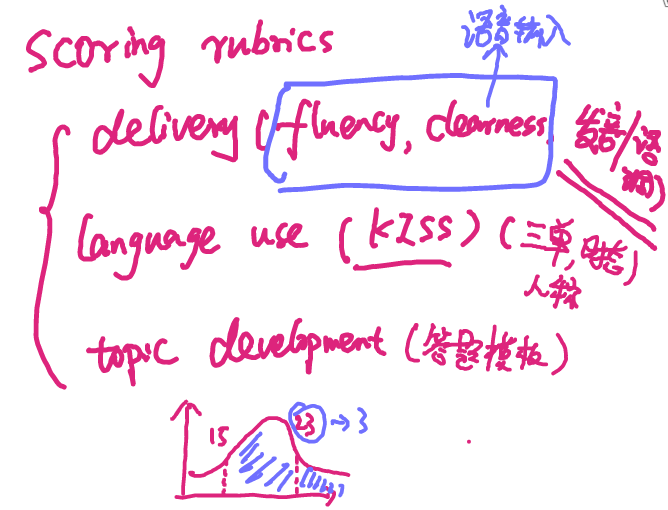 scoring rubrics
语音输入
delivery (fluency, clearness, 发音/语调)
language use (KISS) (三单, 时态)
人称
topic development (答题模板)
15 23 → 3